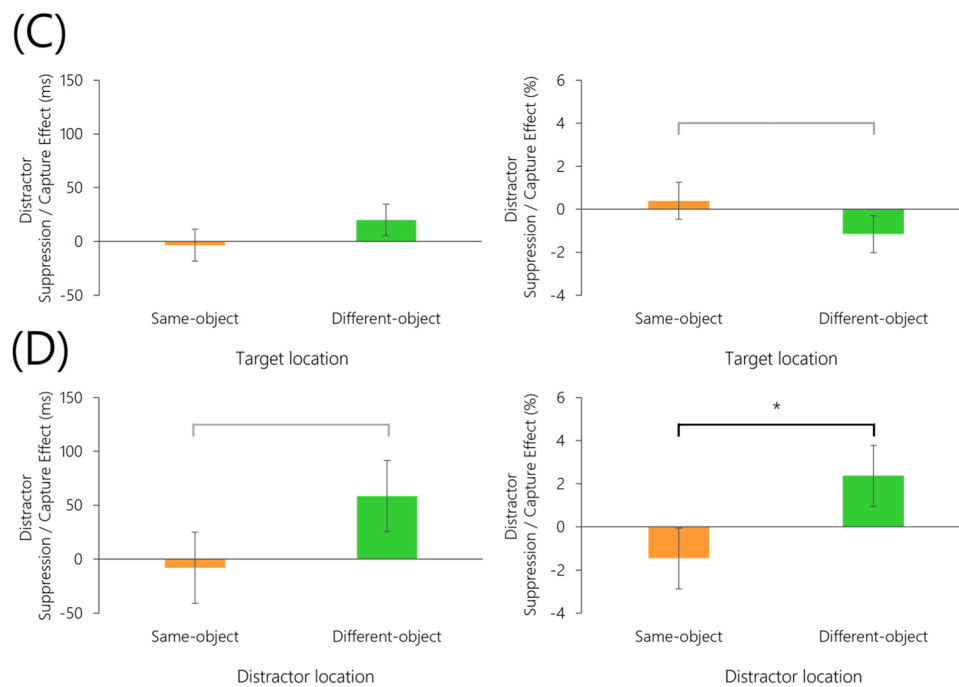 (C)
Distractor
Suppression / Capture Effect (ms)
150
100
50
0
-50
Same-object
Different-object
Target location
Distractor
Suppression / Capture Effect (%)
6
4
2
0
-2
-4
Same-object
Different-object
Target location
(D)
Distractor
Suppression / Capture Effect (ms)
150
100
50
0
-50
Same-object
Different-object
Distractor location
Distractor
Suppression / Capture Effect (%)
6
4
2
0
-2
-4
*
Same-object
Different-object
Distractor location